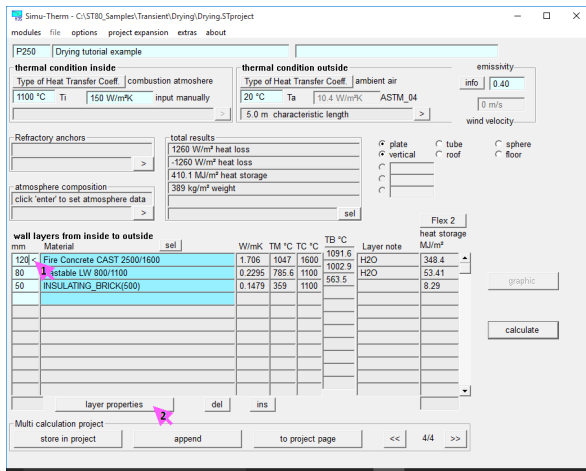 Simu-Therm - C:\ST80_Samples\Transient\Drying\Drying.STproject
modules file options project expansion extras about
P250 Drying tutorial example
thermal condition inside
Type of Heat Transfer Coeff. combustion atmoshere
1100 °C Ti 150 W/m²K input manually
>
thermal condition outside
Type of Heat Transfer Coeff. ambient air
20 °C Ta 10.4 W/m²K ASTM_04
5.0 m characteristic length >
emissivity
info 0.40
0 m/s
wind velocity
Refractory anchors
>
atmosphere composition
click 'enter' to set atmosphere data
>
total results
1260 W/m² heat loss
-1260 W/m² heat loss
410.1 MJ/m² heat storage
389 kg/m² weight
sel
plate tube sphere
vertical roof floor
Flex 2
wall layers from inside to outside
mm Material sel W/mK TM °C TC °C TB °C Layer note heat storage MJ/m²
1091.6
120 < Fire Concrete CAST 2500/1600 1.706 1047 1600 1002.9 H2O 348.4
80 stable LW 800/1100 0.2295 785.6 1100 563.5 H2O 53.41
50 INSULATING_BRICK(500) 0.1479 359 1100 8.29
1
graphic
calculate
layer properties del ins
2
Multi calculation project
store in project append to project page << 4/4 >>